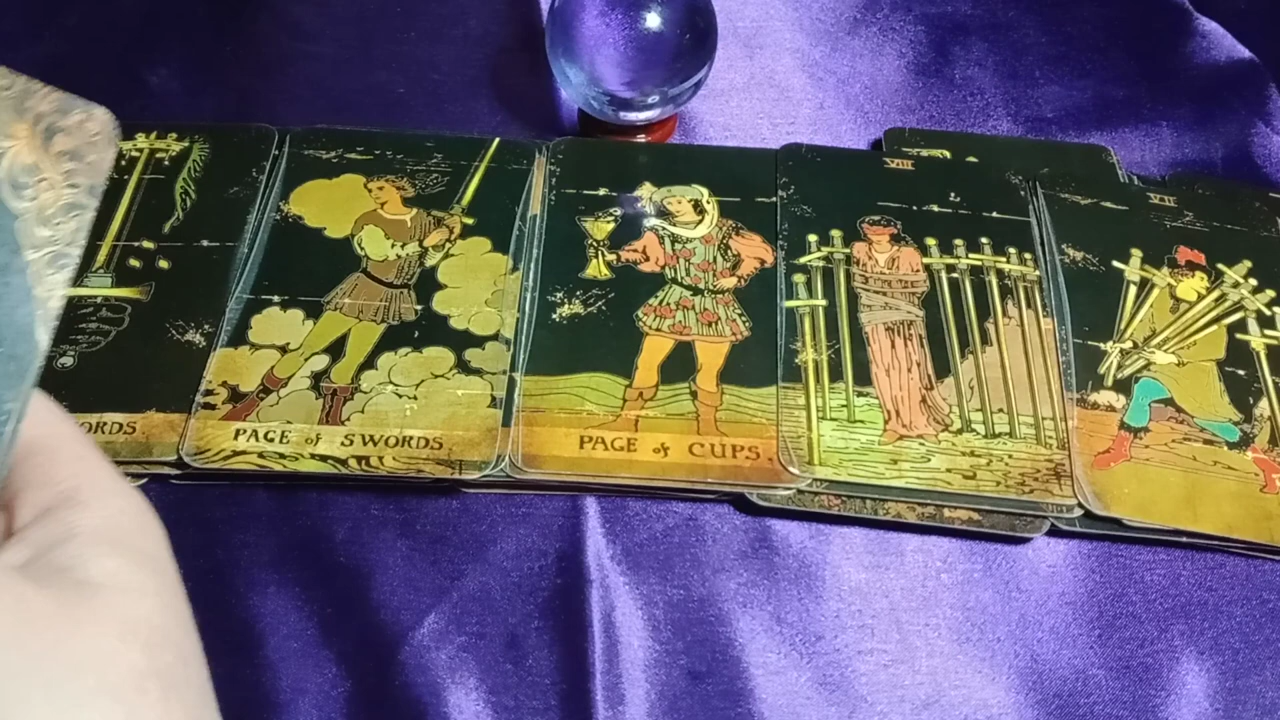 ORDS.
PAGE of SWORDS.
PAGE of CUPS.
VIII
VII